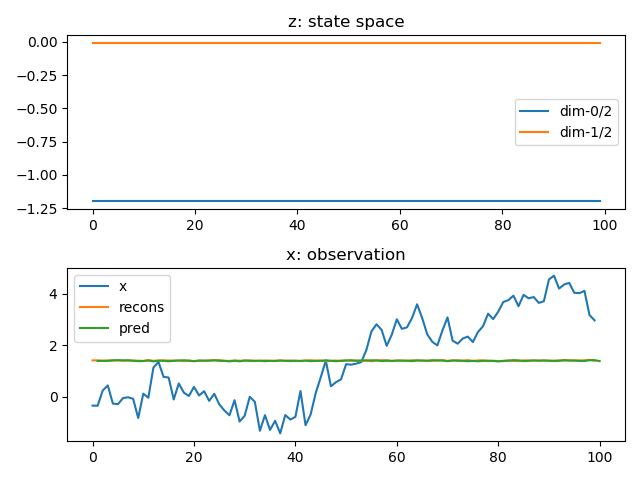 z: state space
0.00
−0.25
−0.50
−0.75
−1.00
−1.25
dim-0/2
dim-1/2
0 20 40 60 80 100
x: observation
4
2
0
x
recons
pred
0 20 40 60 80 100